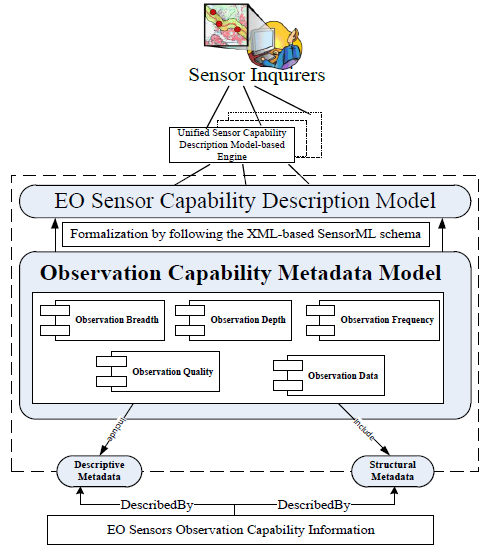 Sensor Inquirers
Unified Sensor Capability
Description Model-based
Engine
EO Sensor Capability Description Model
Formalization by following the XML-based SensorML schema
Observation Capability Metadata Model
Observation Breadth
Observation Depth
Observation Frequency
Observation Quality
Observation Data
include
include
Descriptive
Metadata
Structural
Metadata
DescribedBy
DescribedBy
EO Sensors Observation Capability Information